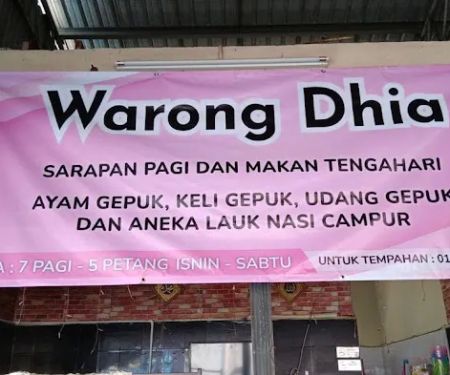 Warong Dhia
SARAPAN PAGI DAN MAKAN TENGAHARI
AYAM GEPUK, KELI GEPUK, UDANG GEPUK
DAN ANEKA LAUK NASI CAMPUR
A : 7 PAGI - 5 PETANG ISNIN - SABTU UNTUK TEMPAHAN : 01